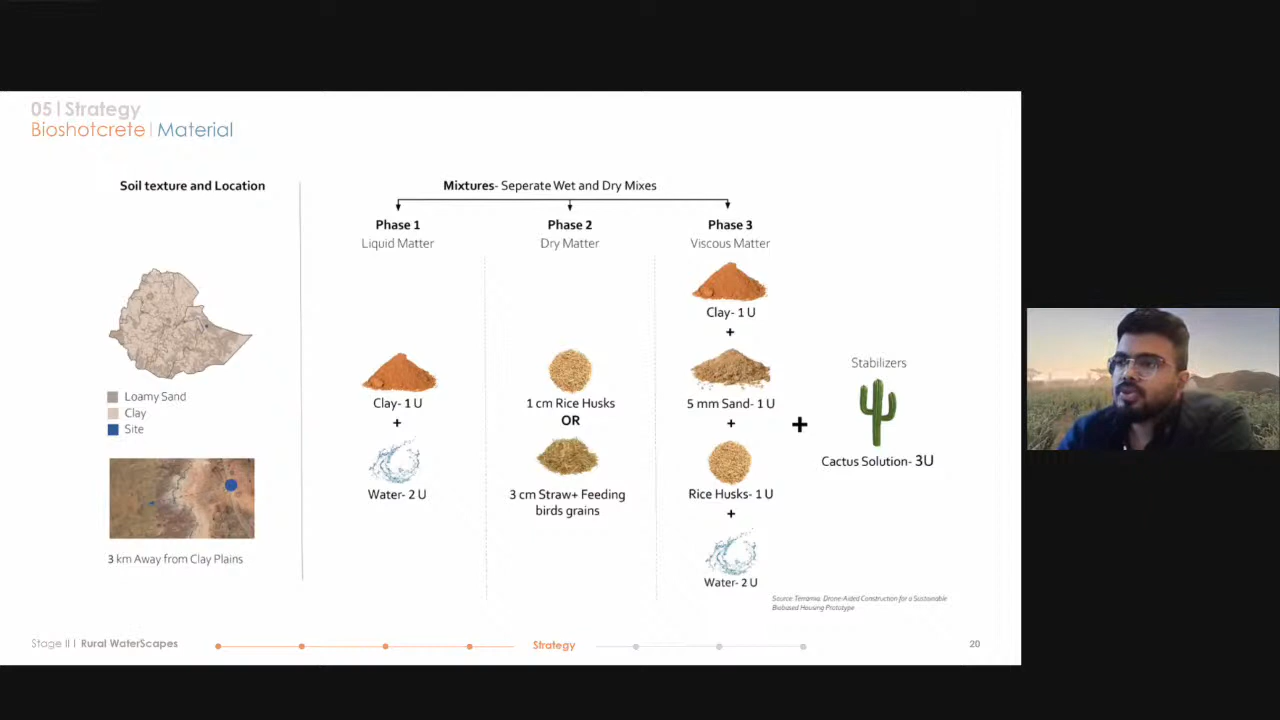 05 | Strategy
Bioshotcrete | Material
Soil texture and Location
Loamy Sand
Clay
Site
3 km Away from Clay Plains
Mixtures- Seperate Wet and Dry Mixes
Phase 1
Liquid Matter
Clay- 1 U
+
Water- 2 U
Phase 2
Dry Matter
1 cm Rice Husks
OR
3 cm Straw+ Feeding
birds grains
Phase 3
Viscous Matter
Clay- 1 U
+
5 mm Sand- 1 U
+
Rice Husks- 1 U
+
Water- 2 U
+
Stabilizers
Cactus Solution- 3U
Source: Terramia, Drone-Aided Construction for a Sustainable
Biobased Housing Prototype
Stage II | Rural WaterScapes
Strategy
20